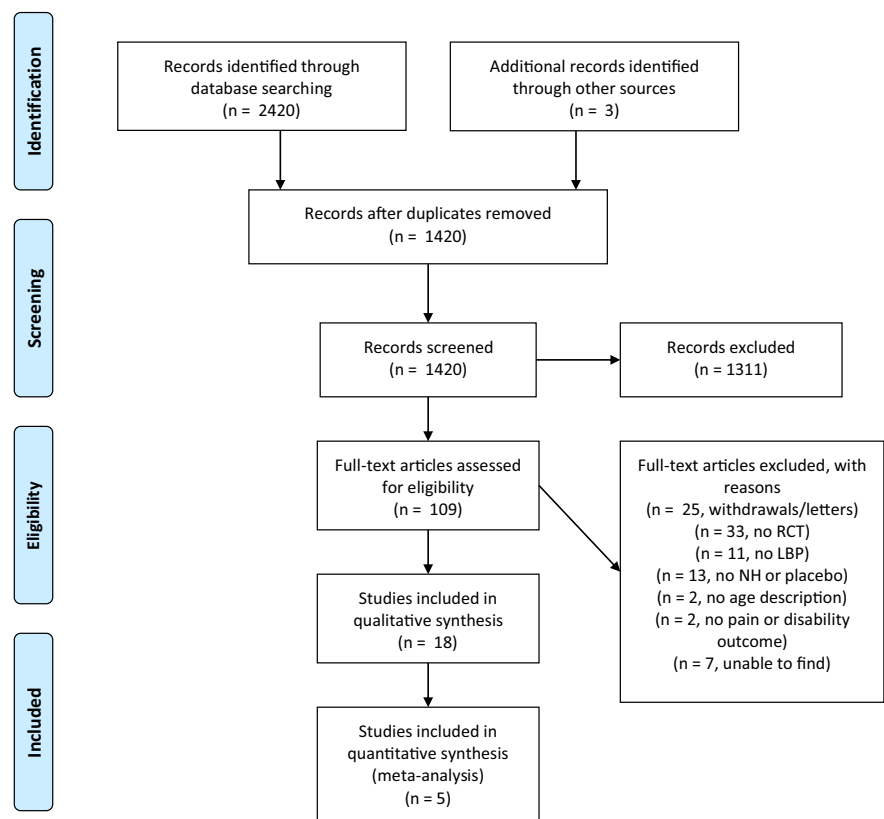 Identification
Records identified through
database searching
(n = 2420)
Additional records identified
through other sources
(n = 3)
Records after duplicates removed
(n = 1420)
Screening
Records screened
(n = 1420)
Records excluded
(n = 1311)
Eligibility
Full-text articles assessed
for eligibility
(n = 109)
Full-text articles excluded, with
reasons
(n = 25, withdrawals/letters)
(n = 33, no RCT)
(n = 11, no LBP)
(n = 13, no NH or placebo)
(n = 2, no age description)
(n = 2, no pain or disability
outcome)
(n = 7, unable to find)
Studies included in
qualitative synthesis
(n = 18)
Included
Studies included in
quantitative synthesis
(meta-analysis)
(n = 5)